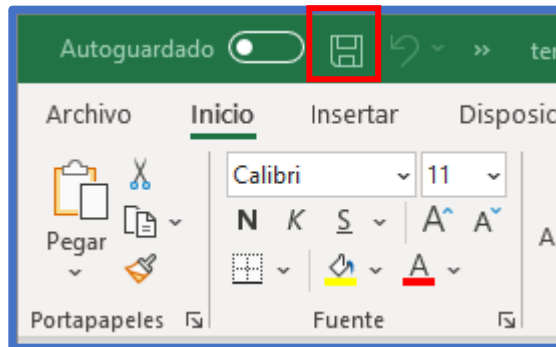 Autoguardado
Archivo Inicio Insertar
Calibri 11
N K S A A
Pegar A
Portapapeles Fuente